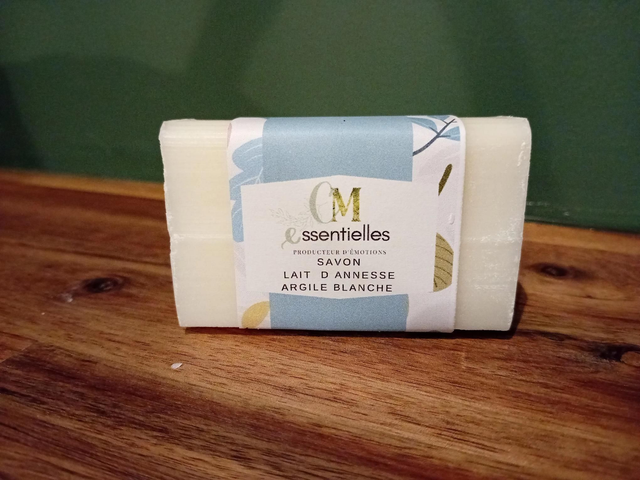 CM
essentielles
PRODUCTEUR D'ÉMOTIONS
SAVON
LAIT D ANNESSE
ARGILE BLANCHE